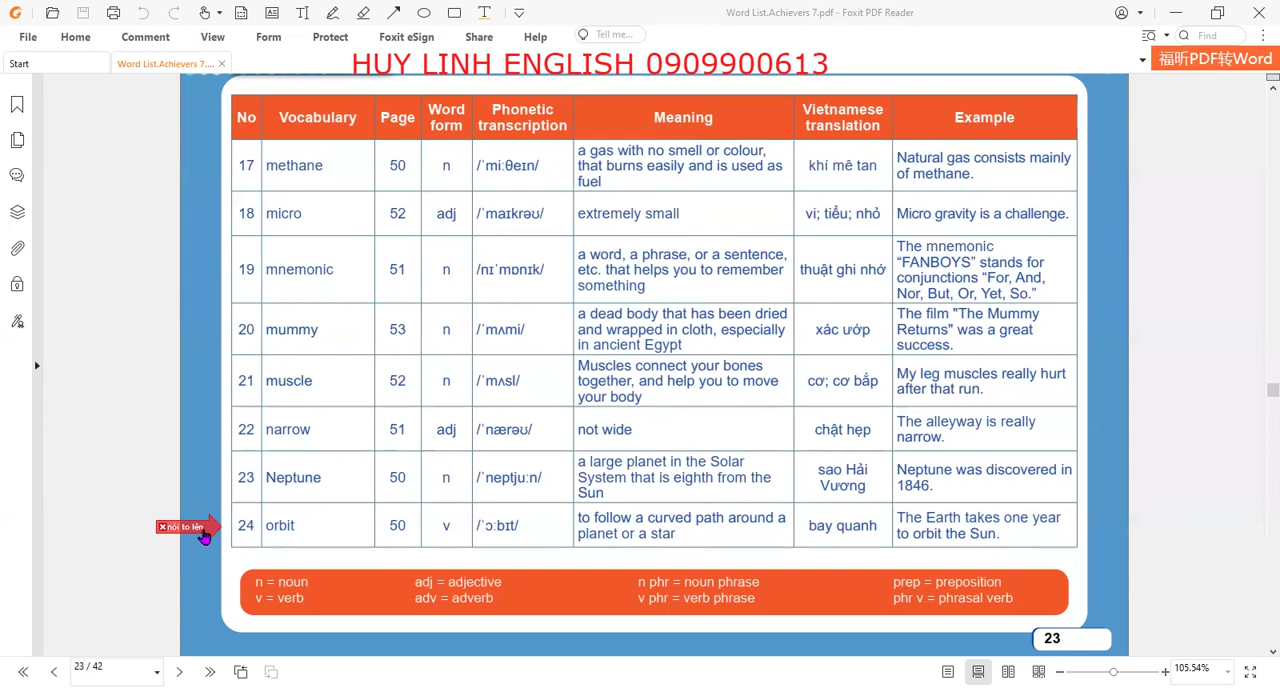 Word List.Achievers 7.pdf - Foxit PDF Reader
File Home Comment View Form Protect Foxit eSign Share Help Tell me... Find
Start Word List.Achievers 7....
HUY LINH ENGLISH 0909900613
福昕PDF转Word
No Vocabulary Page Word form Phonetic transcription Meaning Vietnamese translation Example
17 methane 50 n /ˈmiːθeɪn/ a gas with no smell or colour, that burns easily and is used as fuel khí mê tan Natural gas consists mainly of methane.
18 micro 52 adj /ˈmaɪkrəʊ/ extremely small vi; tiểu; nhỏ Micro gravity is a challenge.
19 mnemonic 51 n /nɪˈmɒnɪk/ a word, a phrase, or a sentence, etc. that helps you to remember something thuật ghi nhớ The mnemonic “FANBOYS” stands for conjunctions “For, And, Nor, But, Or, Yet, So.”
20 mummy 53 n /ˈmʌmi/ a dead body that has been dried and wrapped in cloth, especially in ancient Egypt xác ướp The film "The Mummy Returns" was a great success.
21 muscle 52 n /ˈmʌsl/ Muscles connect your bones together, and help you to move your body cơ; cơ bắp My leg muscles really hurt after that run.
22 narrow 51 adj /ˈnærəʊ/ not wide chật hẹp The alleyway is really narrow.
23 Neptune 50 n /ˈneptjuːn/ a large planet in the Solar System that is eighth from the Sun sao Hải Vương Neptune was discovered in 1846.
nói to lên
24 orbit 50 v /ˈɔːbɪt/ to follow a curved path around a planet or a star bay quanh The Earth takes one year to orbit the Sun.
n = noun adj = adjective n phr = noun phrase prep = preposition
v = verb adv = adverb v phr = verb phrase phr v = phrasal verb
23
23 / 42 105.54%